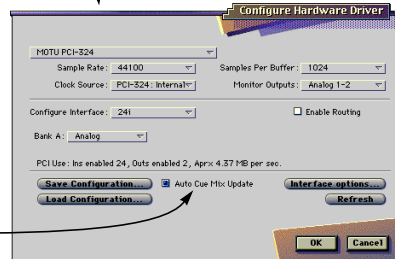 Configure Hardware Driver
MOTU PCI-324
Sample Rate: 44100
Samples Per Buffer: 1024
Clock Source: PCI-324: Internal
Monitor Outputs: Analog 1-2
Configure Interface: 24i
Enable Routing
Bank A: Analog
PCI Use: Ins enabled 24, Outs enabled 2, Aprx 4.37 MB per sec.
Save Configuration...
Auto Cue Mix Update
Interface options...
Load Configuration...
Refresh
OK
Cancel